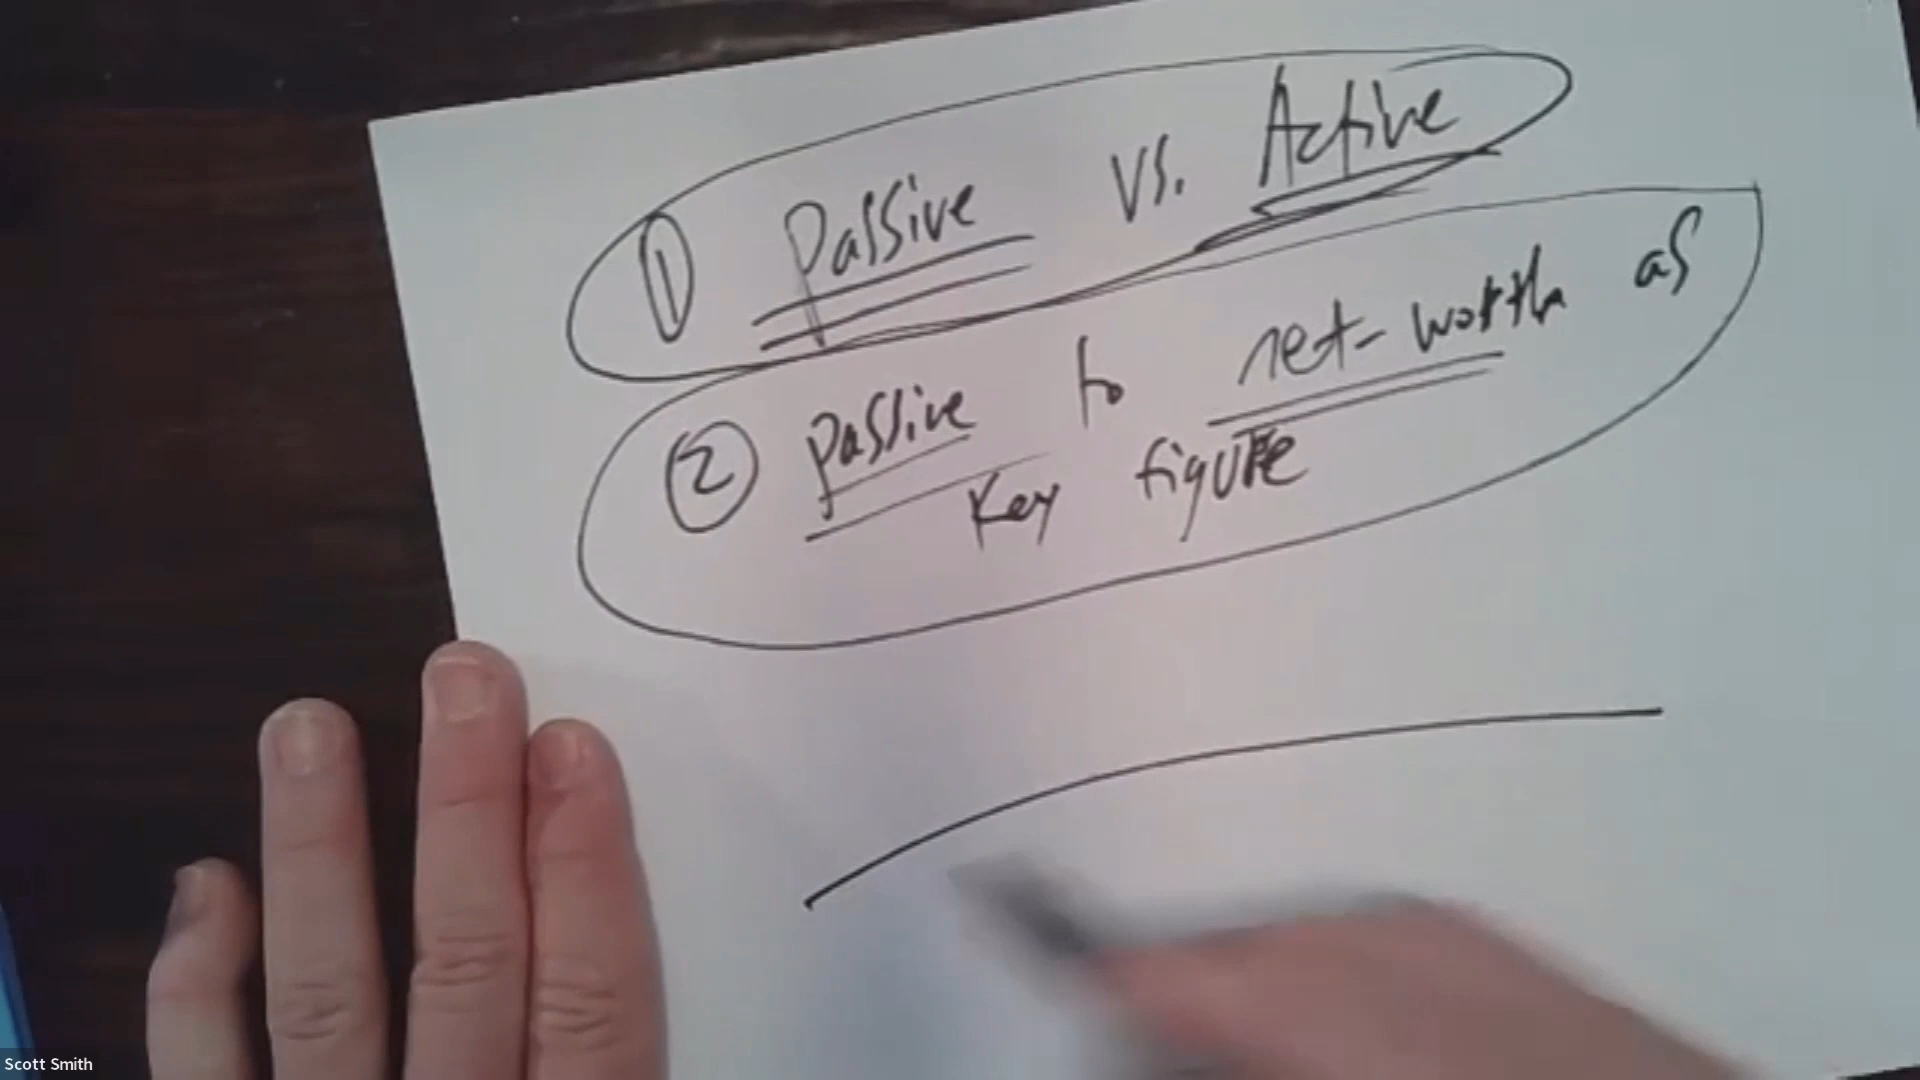 ① Passive vs. Active
② Passive to net-worth as
Key figure
Scott Smith